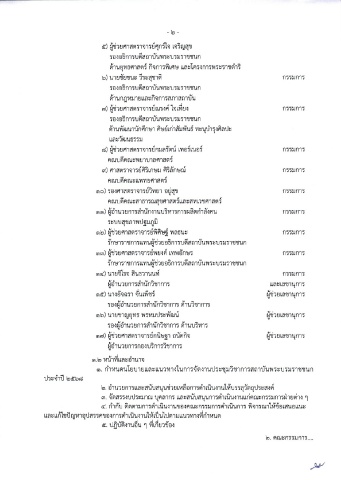 - ๒ -
๕) ผู้ช่วยศาสตราจารย์ศุกร์ใจ เจริญสุข
รองอธิการบดีสถาบันพระบรมราชชนก
ด้านยุทธศาสตร์ กิจการพิเศษ และโครงการพระราชดำริ
๖) นายชัยชนะ วีระสุชาติ กรรมการ
รองอธิการบดีสถาบันพระบรมราชชนก
ด้านกฎหมายและกิจการสภาสถาบัน
๗) ผู้ช่วยศาสตราจารย์ณรงค์ ใจเที่ยง กรรมการ
รองอธิการบดีสถาบันพระบรมราชชนก
ด้านพัฒนานักศึกษา ศิษย์เก่าสัมพันธ์ ทะนุบำรุงศิลปะ
และวัฒนธรรม
๘) ผู้ช่วยศาสตราจารย์กมลรัตน์ เทอร์เนอร์ กรรมการ
คณบดีคณะพยาบาลศาสตร์
๙) ศาสตราจารย์ศิริเกษม ศิริลักษณ์ กรรมการ
คณบดีคณะแพทยศาสตร์
๑๐) รองศาสตราจารย์วิทยา อยู่สุข กรรมการ
คณบดีคณะสาธารณสุขศาสตร์และสหเวชศาสตร์
๑๑) ผู้อำนวยการสำนักงานบริหารการผลิตกำลังคน กรรมการ
ระบบสุขภาพปฐมภูมิ
๑๒) ผู้ช่วยศาสตราจารย์พิศิษฐ์ พลธนะ กรรมการ
รักษาราชการแทนผู้ช่วยอธิการบดีสถาบันพระบรมราชชนก
๑๓) ผู้ช่วยศาสตราจารย์พยงค์ เทพอักษร กรรมการ
รักษาราชการแทนผู้ช่วยอธิการบดีสถาบันพระบรมราชชนก
๑๔) สินธวานนท์ กรรมการ
ผู้อำนวยการสำนักวิชาการ และเลขานุการ
๑๕) นางอัจฉรา ผู้ช่วยเลขานุการ
รองผู้อำนวยการสำนักวิชาการ ด้านวิชาการ
๑๖) นายชาญยุทธ พรหมประพัฒน์ ผู้ช่วยเลขานุการ
รองผู้อำนวยการสำนักวิชาการ ด้านบริหาร
๑๗) ผู้ช่วยศาสตราจารย์กนิษฐา ถนัดกิจ ผู้ช่วยเลขานุการ
ผู้อำนวยการกองบริการวิชาการ
๑.๒ หน้าที่และอำนาจ
๑. กำหนดนโยบายและแนวทางในการจัดงานประชุมวิชาการสถาบันพระบรมราชชนก
ประจำปี ๒๕๖๘
๒. อำนวยการและสนับสนุนช่วยเหลือการดำเนินงานให้บรรลุวัตถุประสงค์
๓. จัดสรรงบประมาณ บุคลากร และสนับสนุนการดำเนินงานแก่คณะกรรมการฝ่ายต่าง ๆ
๔. กำกับ ติดตามการดำเนินงานของคณะกรรมการดำเนินการ พิจารณาให้ข้อเสนอแนะ
และแก้ไขปัญหาอุปสรรคของการดำเนินงานให้เป็นไปตามแนวทางที่กำหนด
๕. ปฏิบัติงานอื่น ๆ ที่เกี่ยวข้อง
๒. คณะกรรมการ...